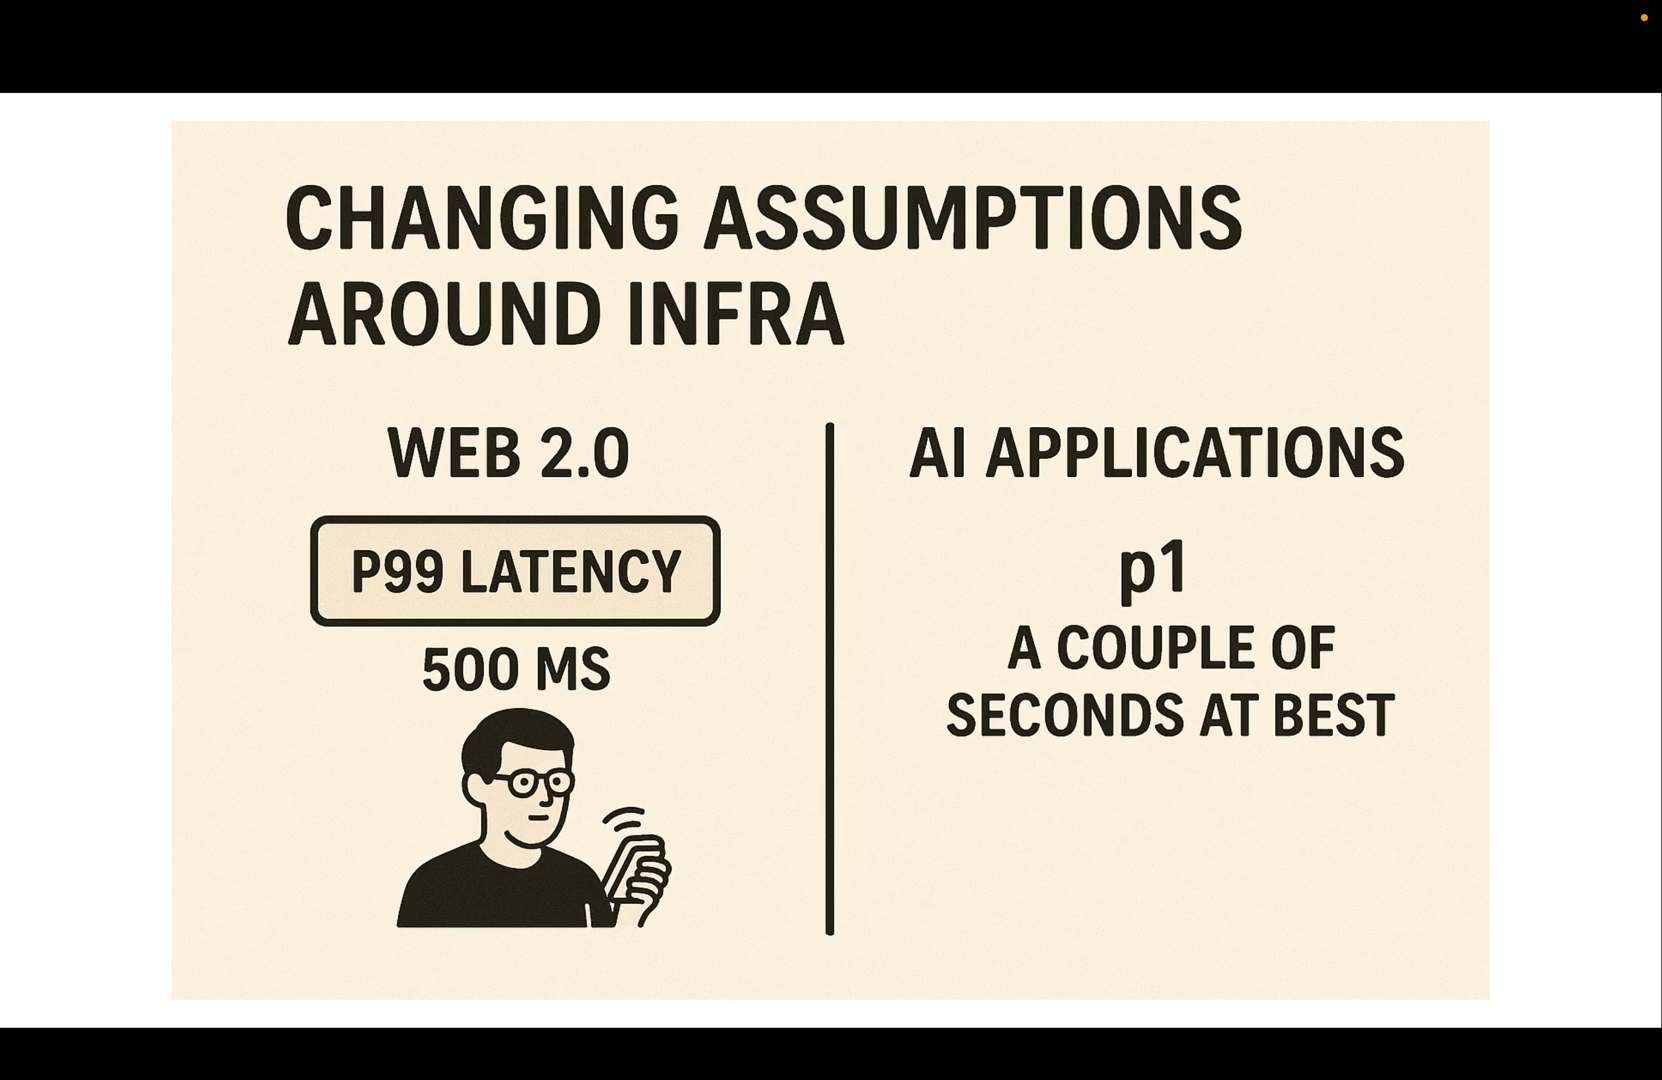 CHANGING ASSUMPTIONS
AROUND INFRA
WEB 2.0
P99 LATENCY
500 MS
AI APPLICATIONS
p1
A COUPLE OF
SECONDS AT BEST